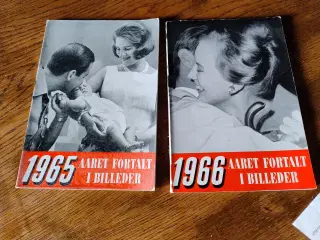 1965 AARET FORTALT
I BILLEDER
1966 AARET FORTALT
I BILLEDER